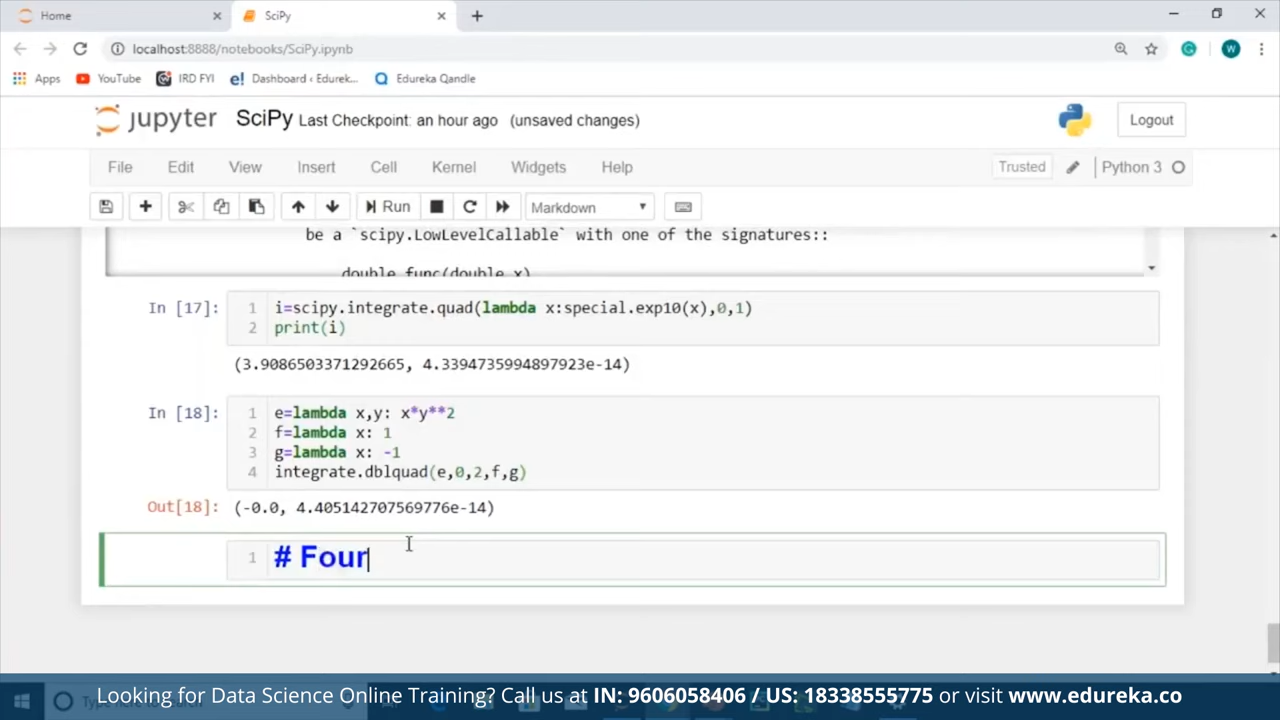 Home
SciPy
localhost:8888/notebooks/SciPy.ipynb
W
Apps YouTube IRD FYI e! Dashboard ‹ Edurek... Edureka Qandle
jupyter SciPy Last Checkpoint: an hour ago (unsaved changes) Logout
File Edit View Insert Cell Kernel Widgets Help Trusted Python 3
Run Markdown
be a `scipy.LowLevelCallable` with one of the signatures::
double func(double x)
In [17]: 1 i=scipy.integrate.quad(lambda x:special.exp10(x),0,1)
2 print(i)
(3.9086503371292665, 4.3394735994897923e-14)
In [18]: 1 e=lambda x,y: x*y**2
2 f=lambda x: 1
3 g=lambda x: -1
4 integrate.dblquad(e,0,2,f,g)
Out[18]: (-0.0, 4.405142707569776e-14)
1 # Four
Looking for Data Science Online Training? Call us at IN: 9606058406 / US: 18338555775 or visit www.edureka.co